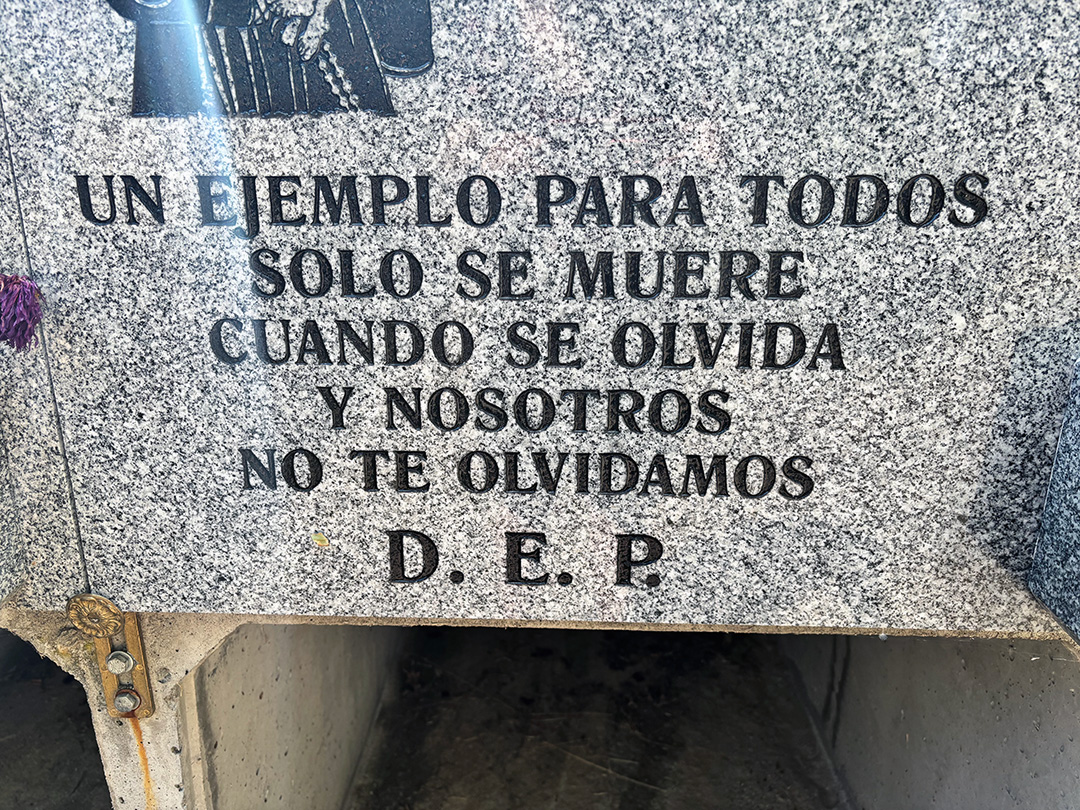 UN EJEMPLO PARA TODOS
SOLO SE MUERE
CUANDO SE OLVIDA
Y NOSOTROS
NO TE OLVIDAMOS
D. E. P.